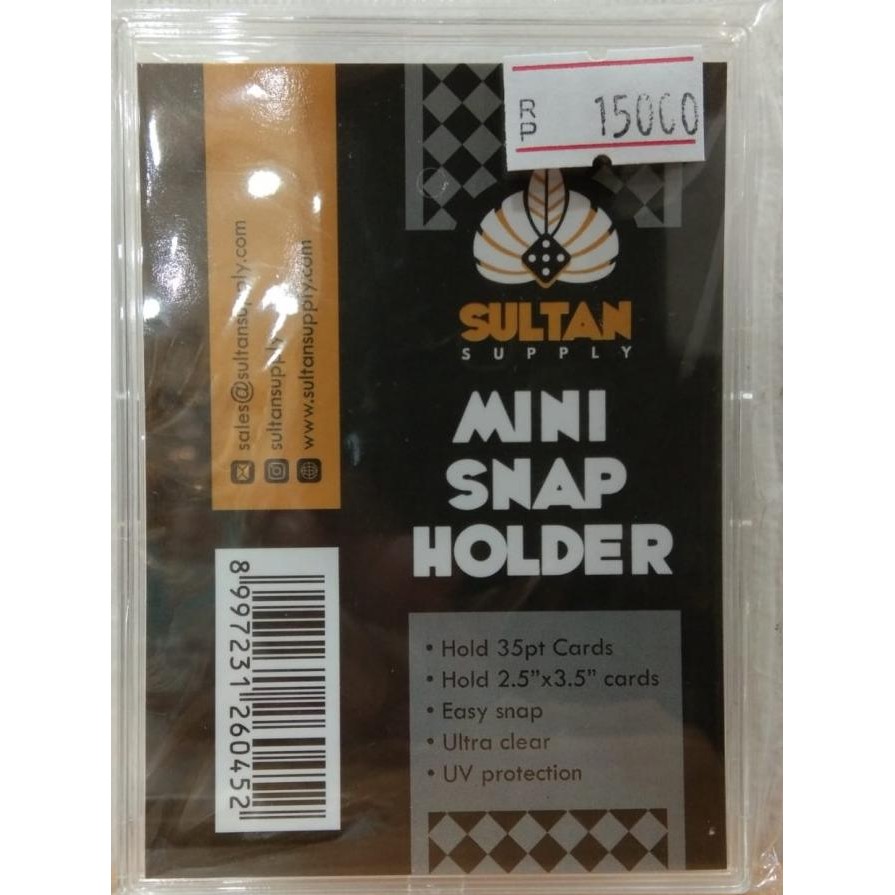 RP 15000
SULTAN
SUPPLY
MINI
SNAP
HOLDER
• Hold 35pt Cards
• Hold 2.5”x3.5” cards
• Easy snap
• Ultra clear
• UV protection
sales@sultansupply.com
sultansupply
www.sultansupply.com
8997231260452